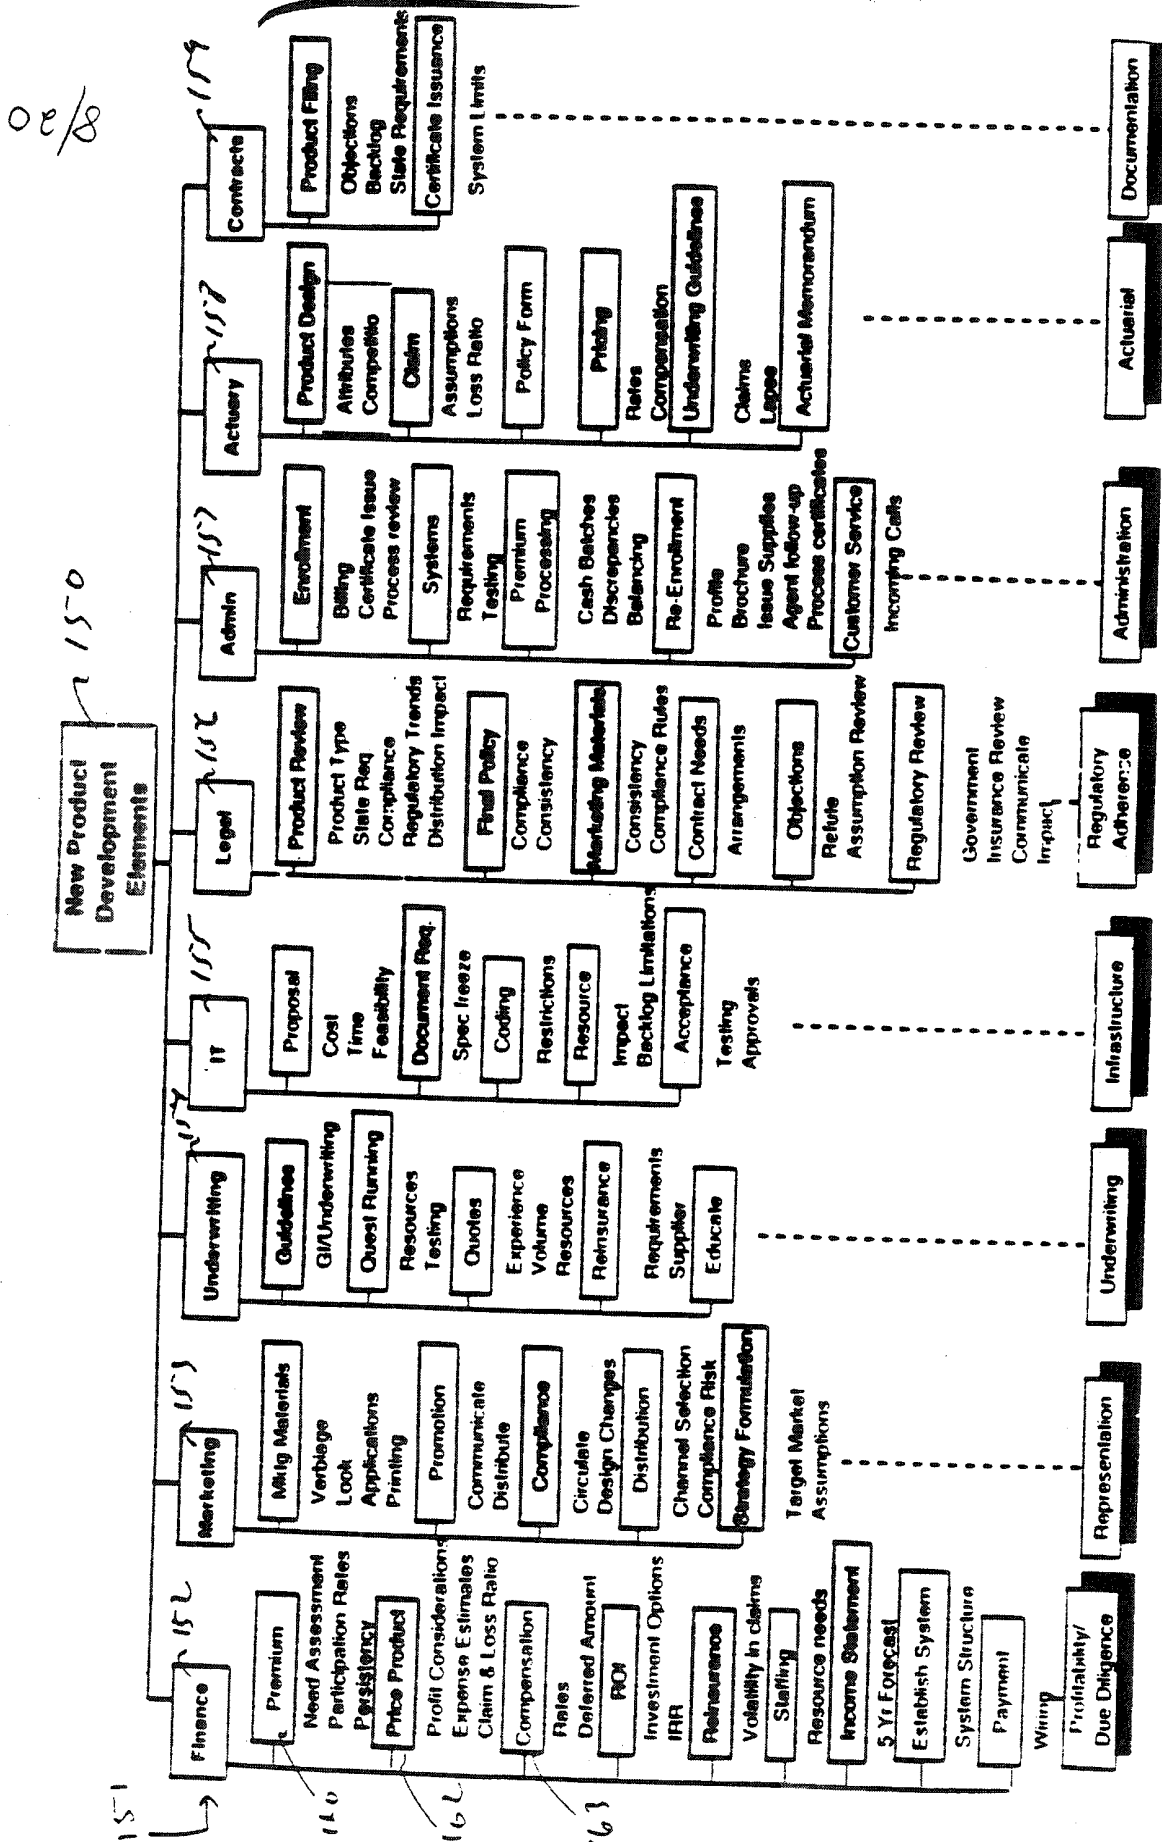 8/20
New Product
Development
Elements
150
151
Finance
152
Premium
160
Need Assessment
Participation Rates
Persistency
Price Product
162
Profit Considerations
Expense Estimates
Claim & Loss Ratio
Compensation
163
Rates
Deferred Amount
ROI
Investment Options
IRR
Reinsurance
Volatility in claims
Staffing
Resource needs
Income Statement
5 Yr Forecast
Establish System
System Structure
Payment
Wiring
Profitability/
Due Diligence
Marketing
153
Mktg Materials
Verbiage
Look
Applications
Printing
Promotion
Communicate
Distribute
Compliance
Circulate
Design Changes
Distribution
Channel Selection
Compliance Risk
Strategy Formulation
Target Market
Assumptions
Representation
Underwriting
154
Guidelines
GI/Underwriting
Quest Running
Resources
Testing
Quotes
Experience
Volume
Resources
Reinsurance
Requirements
Supplier
Educate
Underwriting
IT
155
Proposal
Cost
Time
Feasibility
Document Req.
Spec freeze
Coding
Restrictions
Resource
Impact
Backlog Limitations
Acceptance
Testing
Approvals
Infrastructure
Legal
156
Product Review
Product Type
State Req
Compliance
Regulatory Trends
Distribution Impact
Final Policy
Compliance
Consistency
Marketing Materials
Consistency
Compliance Rules
Contract Needs
Arrangements
Objections
Refute
Assumption Review
Regulatory Review
Government
Insurance Review
Communicate
Impact
Regulatory
Adherence
Admin
157
Enrollment
Billing
Certificate Issue
Process review
Systems
Requirements
Testing
Premium
Processing
Cash Batches
Discrepancies
Balancing
Re-Enrollment
Profile
Brochure
Issue Supplies
Agent follow-up
Process certificates
Customer Service
Incoming Calls
Administration
Actuary
158
Product Design
Attributes
Competitio
Claim
Assumptions
Loss Ratio
Policy Form
Pricing
Rates
Compensation
Underwriting Guidelines
Claims
Lapse
Actuarial Memorandum
Actuarial
Contracts
159
Product Filing
Objections
Backlog
State Requirements
Certificate Issuance
System Limits
Documentation